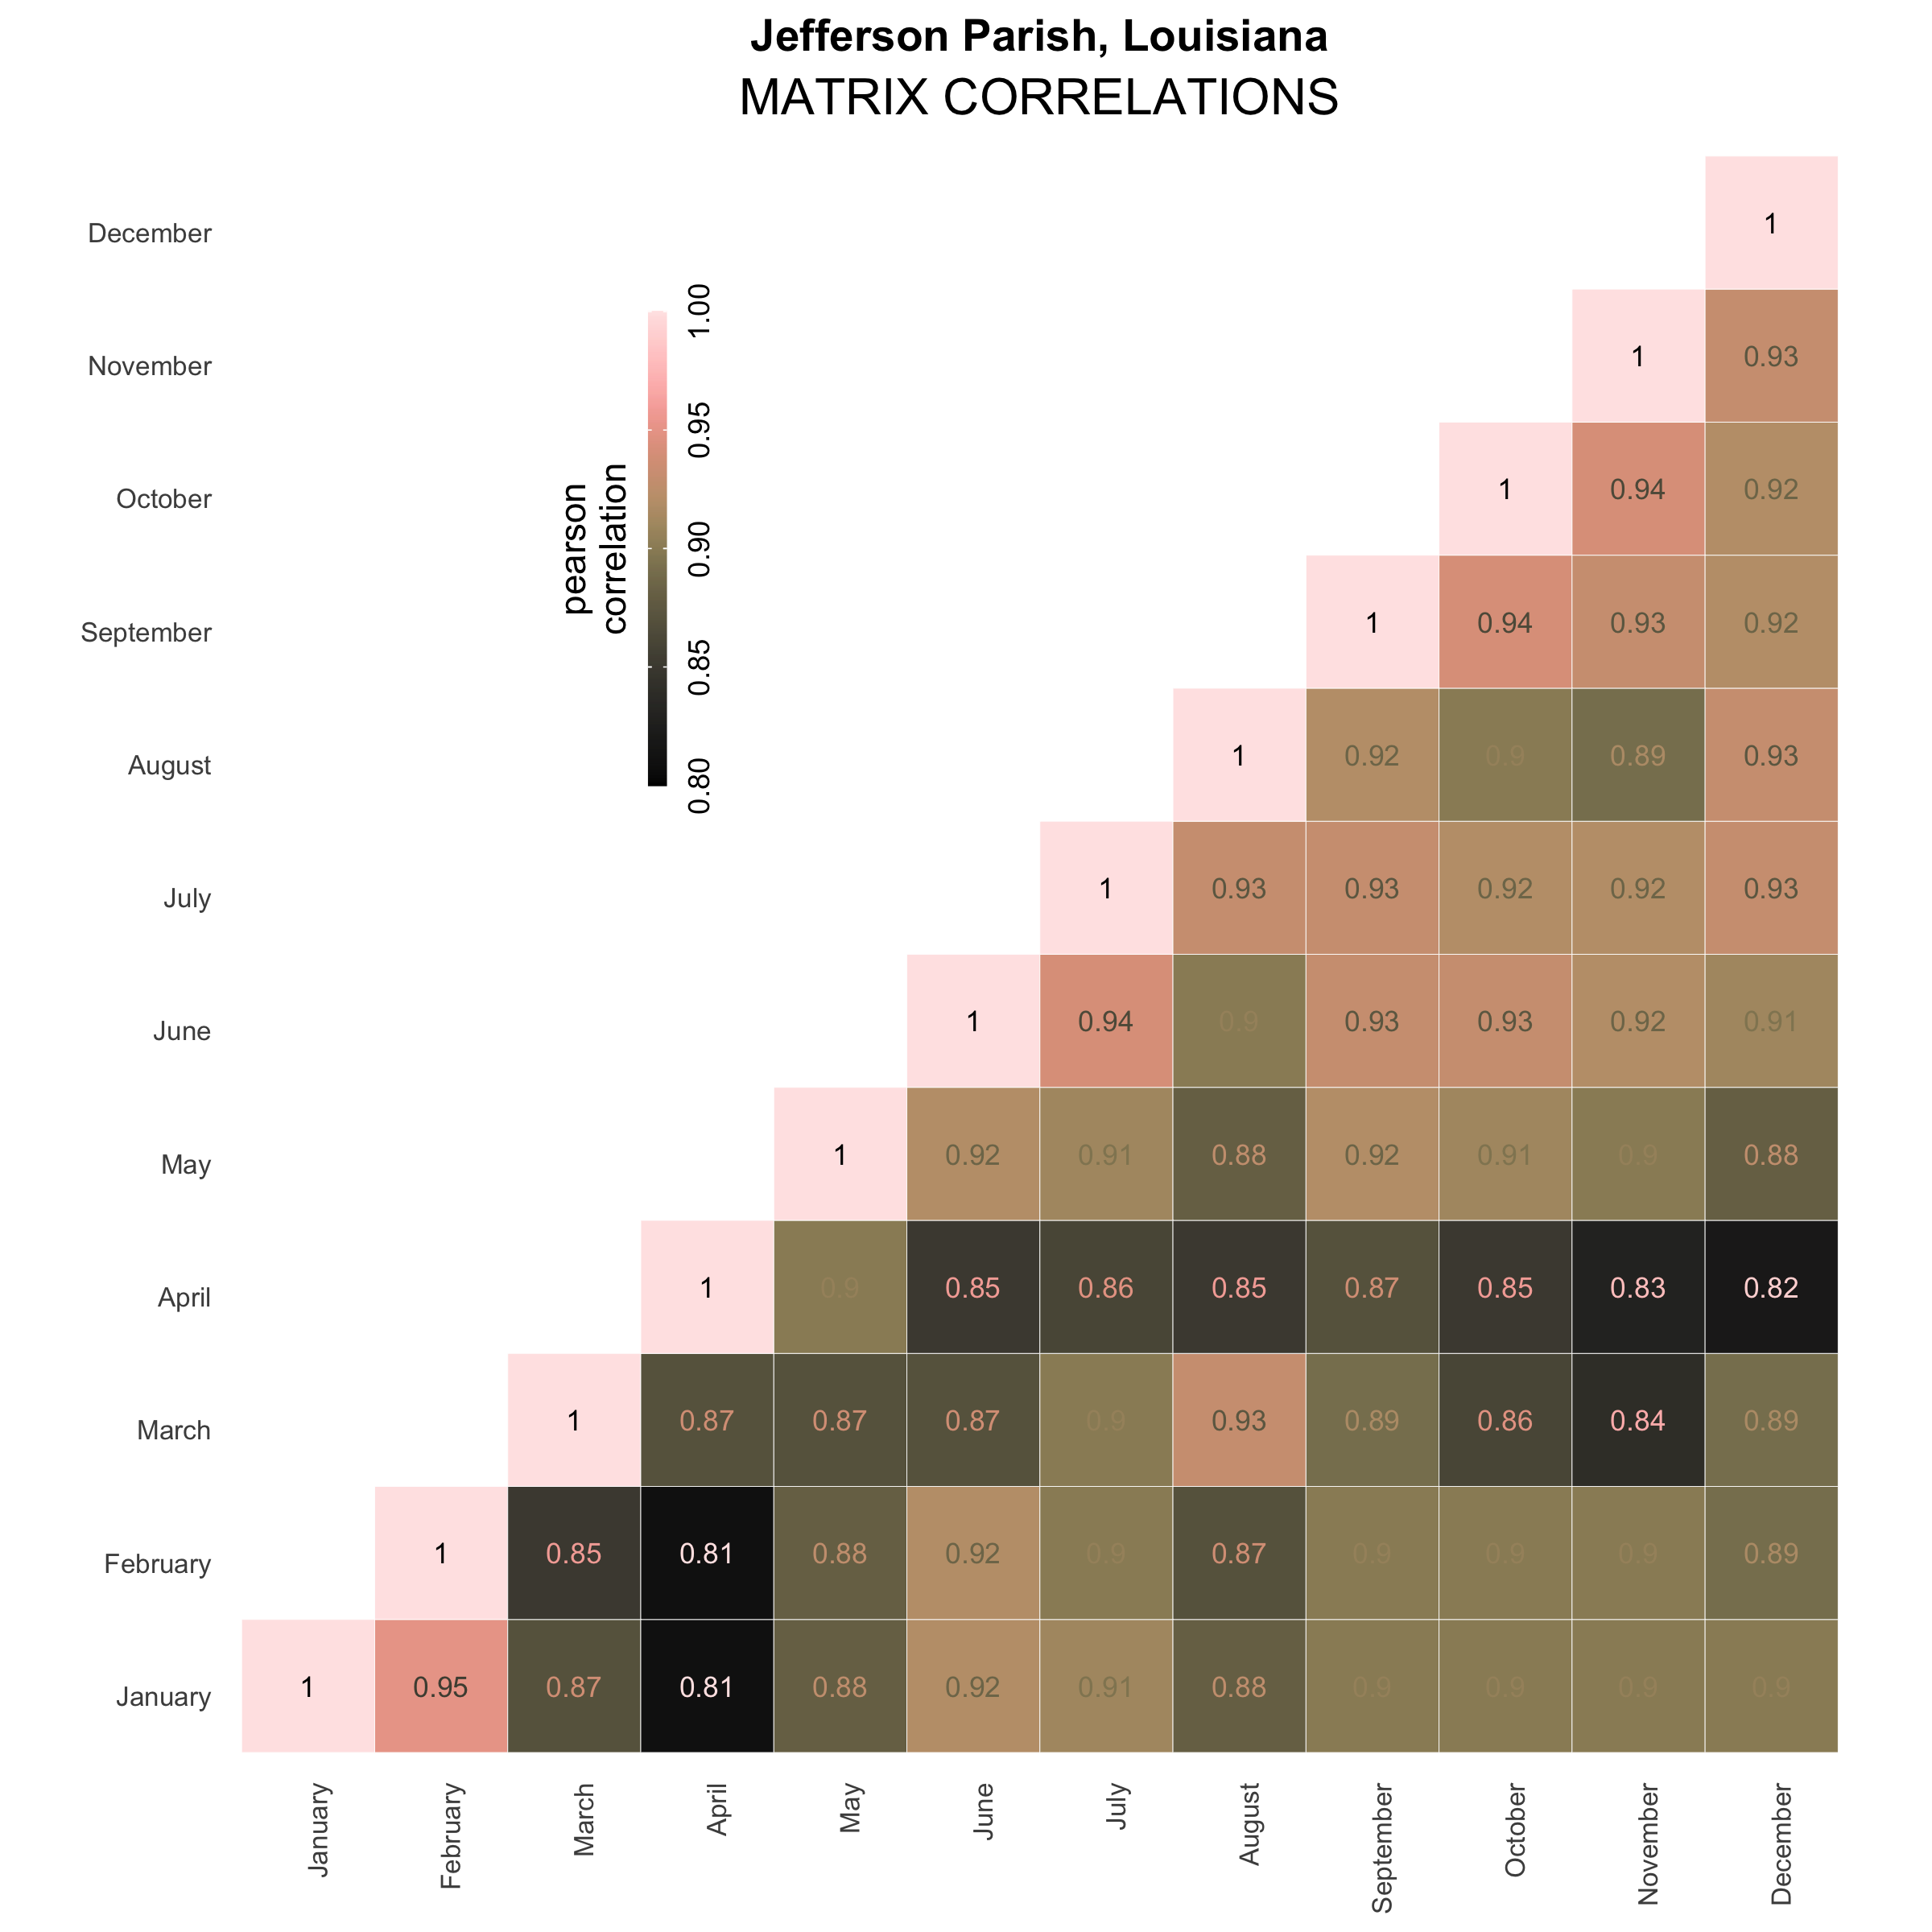 Jefferson Parish, Louisiana
MATRIX CORRELATIONS
December 1
November 1 0.93
October 1 0.94 0.92
September 1 0.94 0.93 0.92
August 1 0.92 0.9 0.89 0.93
July 1 0.93 0.93 0.92 0.92 0.93
June 1 0.94 0.9 0.93 0.93 0.92 0.91
May 1 0.92 0.91 0.88 0.92 0.91 0.9 0.88
April 1 0.9 0.85 0.86 0.85 0.87 0.85 0.83 0.82
March 1 0.87 0.87 0.87 0.9 0.93 0.89 0.86 0.84 0.89
February 1 0.85 0.81 0.88 0.92 0.9 0.87 0.9 0.9 0.9 0.89
January 1 0.95 0.87 0.81 0.88 0.92 0.91 0.88 0.9 0.9 0.9 0.9
January February March April May June July August September October November December
pearson
correlation
0.80 0.85 0.90 0.95 1.00